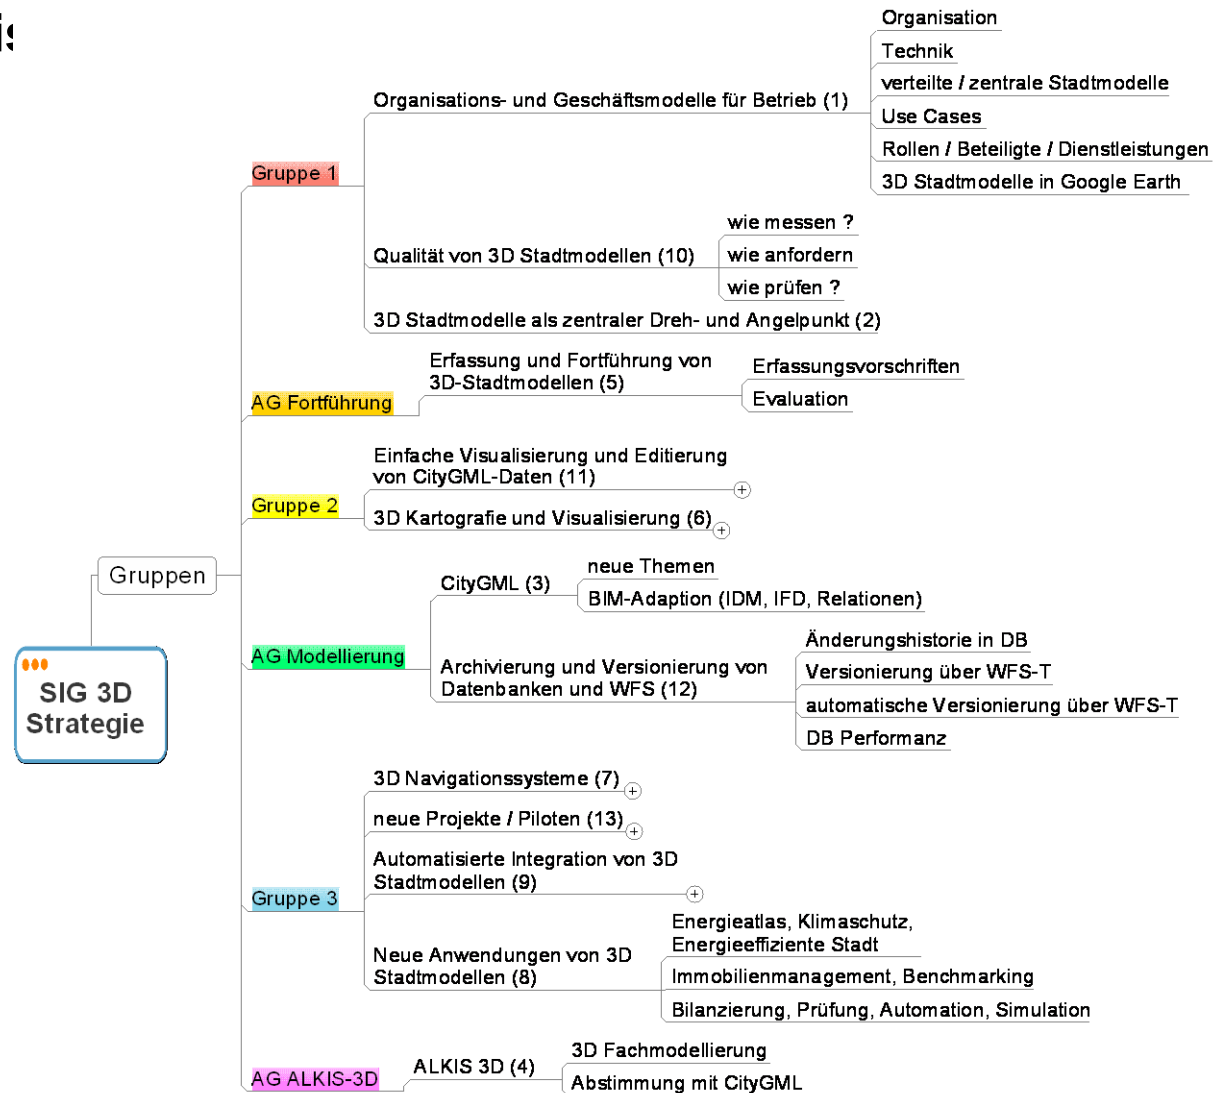 Organisation
Technik
verteilte / zentrale Stadtmodelle
Organisations- und Geschäftsmodelle für Betrieb (1)
Use Cases
Rollen / Beteiligte / Dienstleistungen
3D Stadtmodelle in Google Earth
Gruppe 1
wie messen ?
Qualität von 3D Stadtmodellen (10)
wie anfordern
wie prüfen ?
3D Stadtmodelle als zentraler Dreh- und Angelpunkt (2)
Erfassung und Fortführung von
3D-Stadtmodellen (5)
Erfassungsvorschriften
Evaluation
AG Fortführung
Einfache Visualisierung und Editierung
von CityGML-Daten (11)
Gruppe 2
3D Kartografie und Visualisierung (6)
Gruppen
neue Themen
CityGML (3)
BIM-Adaption (IDM, IFD, Relationen)
AG Modellierung
Änderungshistorie in DB
Archivierung und Versionierung von
Datenbanken und WFS (12)
Versionierung über WFS-T
automatische Versionierung über WFS-T
DB Performanz
SIG 3D
Strategie
3D Navigationssysteme (7)
neue Projekte / Piloten (13)
Automatisierte Integration von 3D
Stadtmodellen (9)
Gruppe 3
Neue Anwendungen von 3D
Stadtmodellen (8)
Energieatlas, Klimaschutz,
Energieeffiziente Stadt
Immobilienmanagement, Benchmarking
Bilanzierung, Prüfung, Automation, Simulation
AG ALKIS-3D
ALKIS 3D (4)
3D Fachmodellierung
Abstimmung mit CityGML